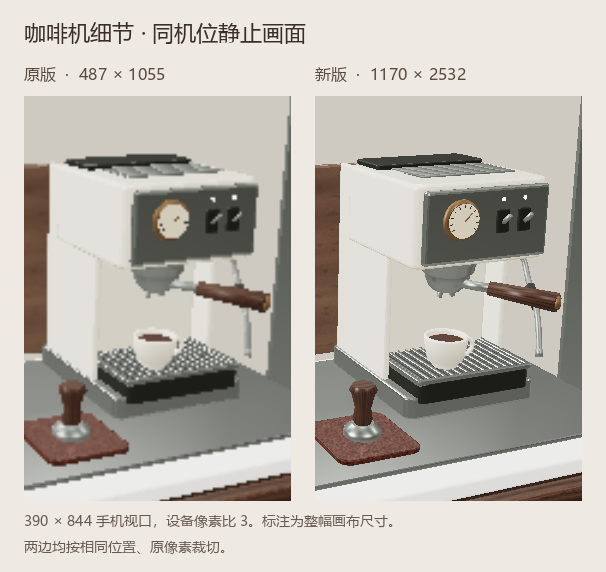 咖啡机细节 · 同机位静止画面
原版 · 487 × 1055
新版 · 1170 × 2532
390 × 844 手机视口，设备像素比 3。标注为整幅画布尺寸。
两边均按相同位置、原像素裁切。